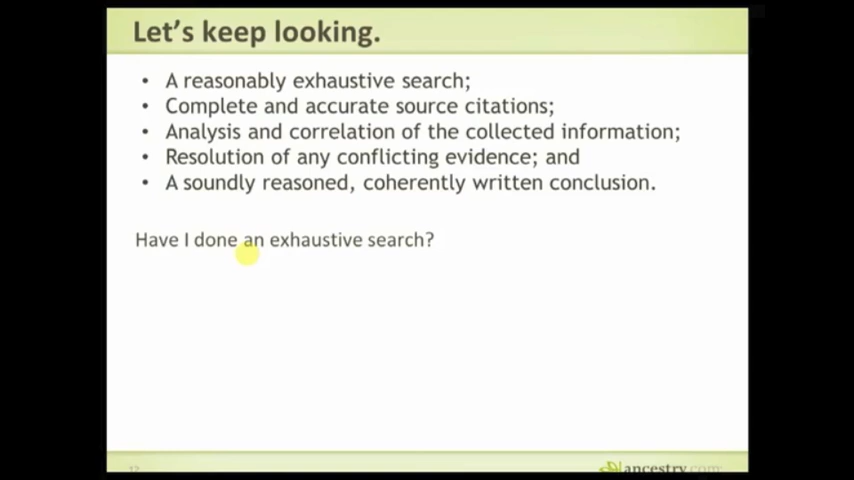 Let's keep looking.
• A reasonably exhaustive search;
• Complete and accurate source citations;
• Analysis and correlation of the collected information;
• Resolution of any conflicting evidence; and
• A soundly reasoned, coherently written conclusion.
Have I done an exhaustive search?
12 ancestry.com